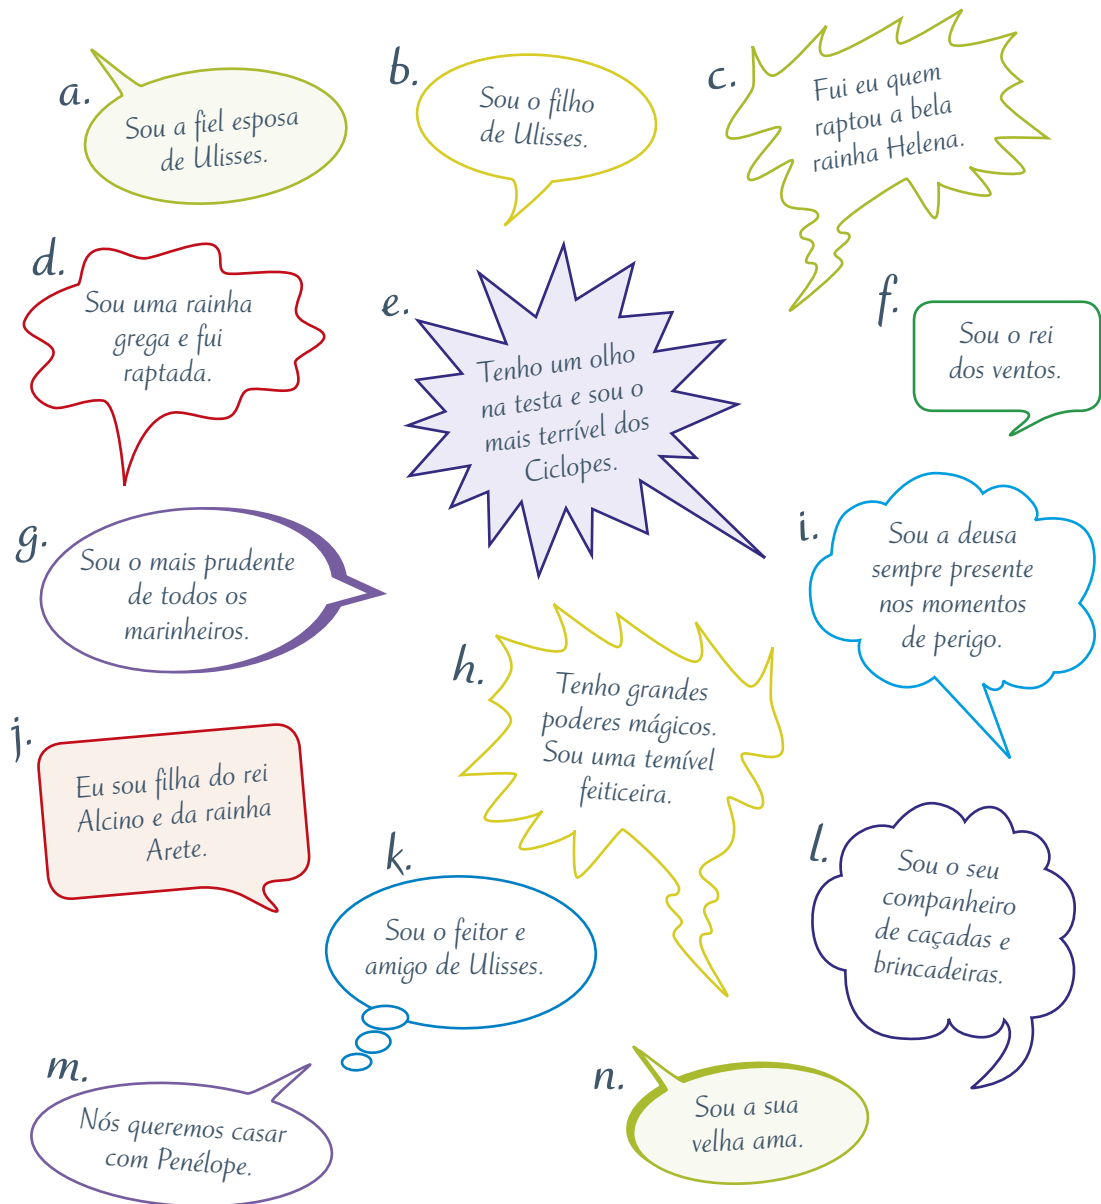 a.
Sou a fiel esposa
de Ulisses.
b.
Sou o filho
de Ulisses.
c.
Fui eu quem
raptou a bela
rainha Helena.
d.
Sou uma rainha
grega e fui
raptada.
e.
Tenho um olho
na testa e sou o
mais terrível dos
Ciclopes.
f.
Sou o rei
dos ventos.
g.
Sou o mais prudente
de todos os
marinheiros.
h.
Tenho grandes
poderes mágicos.
Sou uma temível
feiticeira.
i.
Sou a deusa
sempre presente
nos momentos
de perigo.
j.
Eu sou filha do rei
Alcino e da rainha
Arete.
k.
Sou o feitor e
amigo de Ulisses.
l.
Sou o seu
companheiro
de caçadas e
brincadeiras.
m.
Nós queremos casar
com Penélope.
n.
Sou a sua
velha ama.